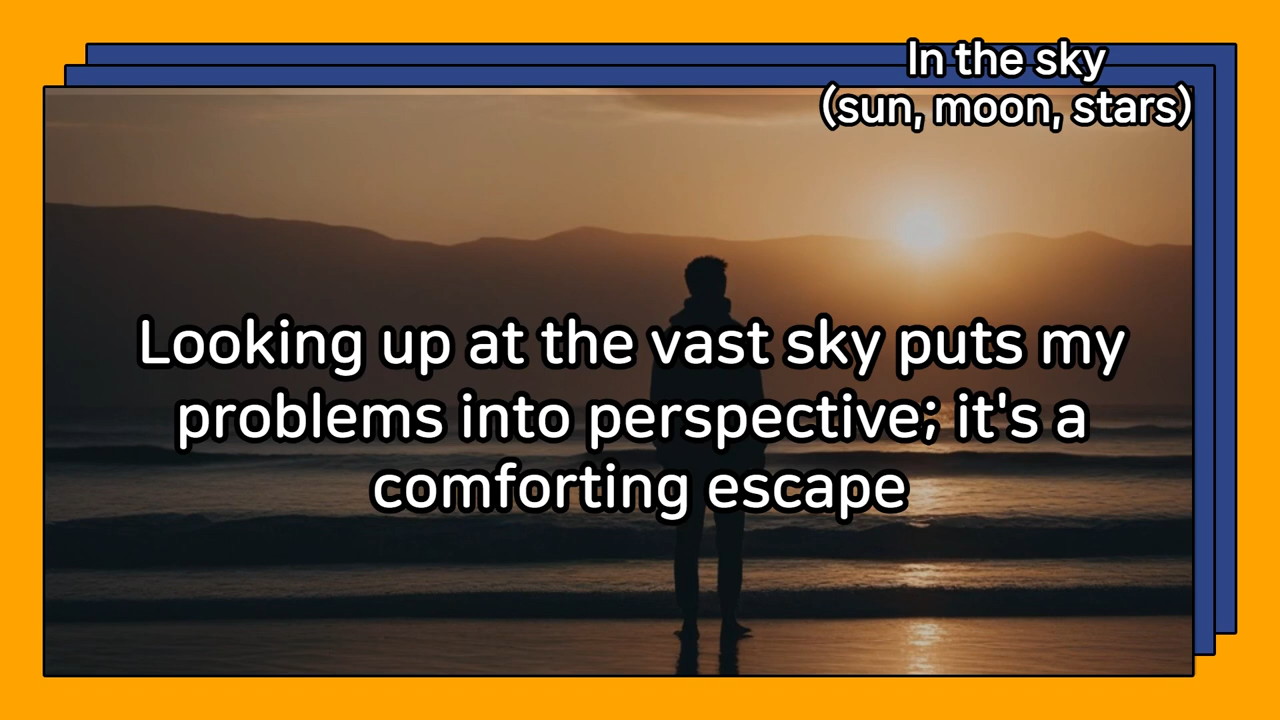 In the sky
(sun, moon, stars)
Looking up at the vast sky puts my
problems into perspective; it's a
comforting escape